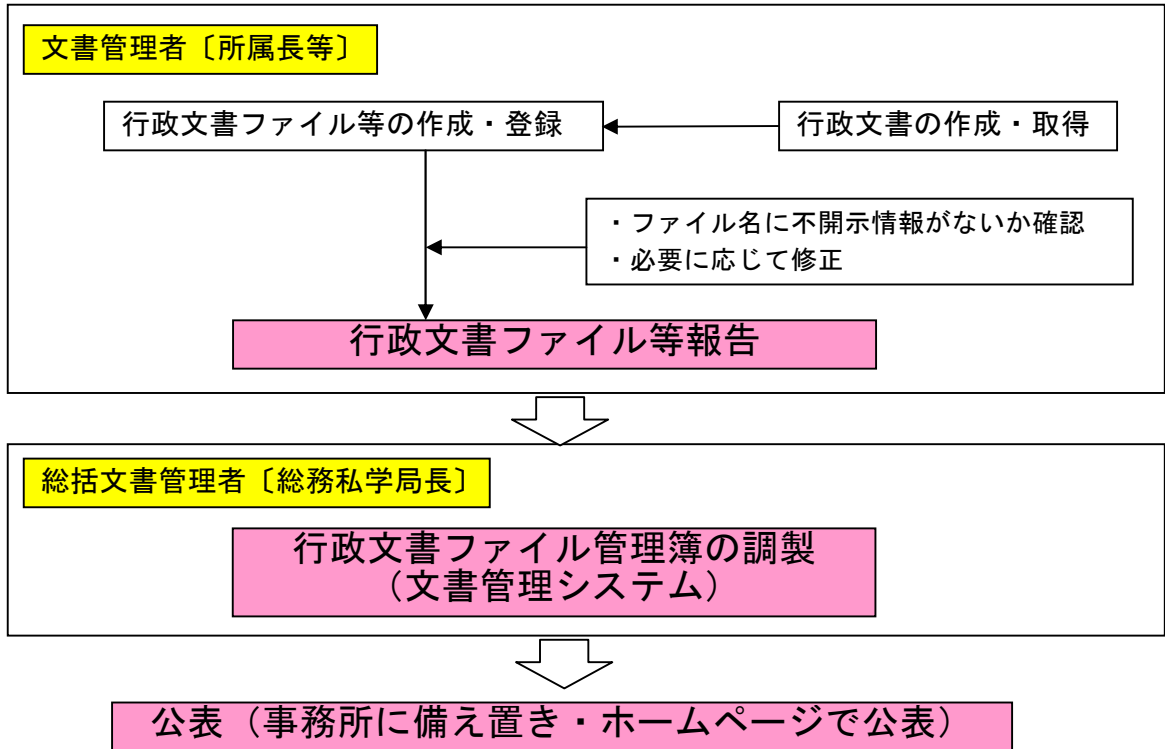 文書管理者〔所属長等〕
行政文書ファイル等の作成・登録
行政文書の作成・取得
・ファイル名に不開示情報がないか確認
・必要に応じて修正
行政文書ファイル等報告
総括文書管理者〔総務私学局長〕
行政文書ファイル管理簿の調製
（文書管理システム）
公表（事務所に備え置き・ホームページで公表）